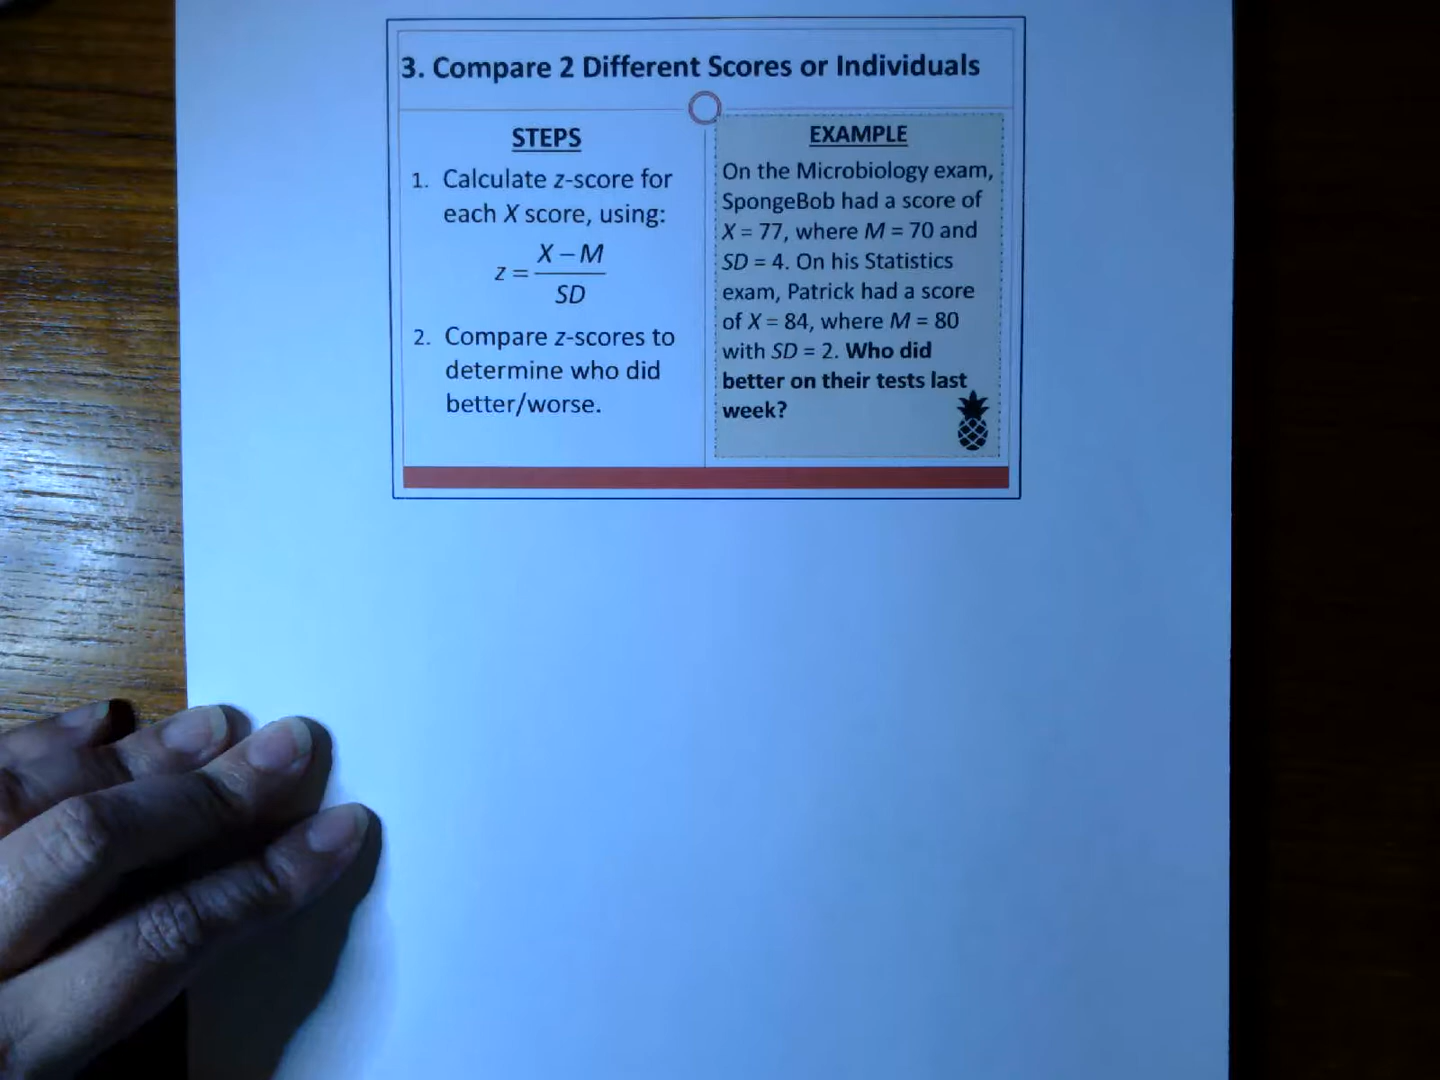 3. Compare 2 Different Scores or Individuals
STEPS
1. Calculate z-score for
each X score, using:
z = X – M
SD
2. Compare z-scores to
determine who did
better/worse.
EXAMPLE
On the Microbiology exam,
SpongeBob had a score of
X = 77, where M = 70 and
SD = 4. On his Statistics
exam, Patrick had a score
of X = 84, where M = 80
with SD = 2. Who did
better on their tests last
week?